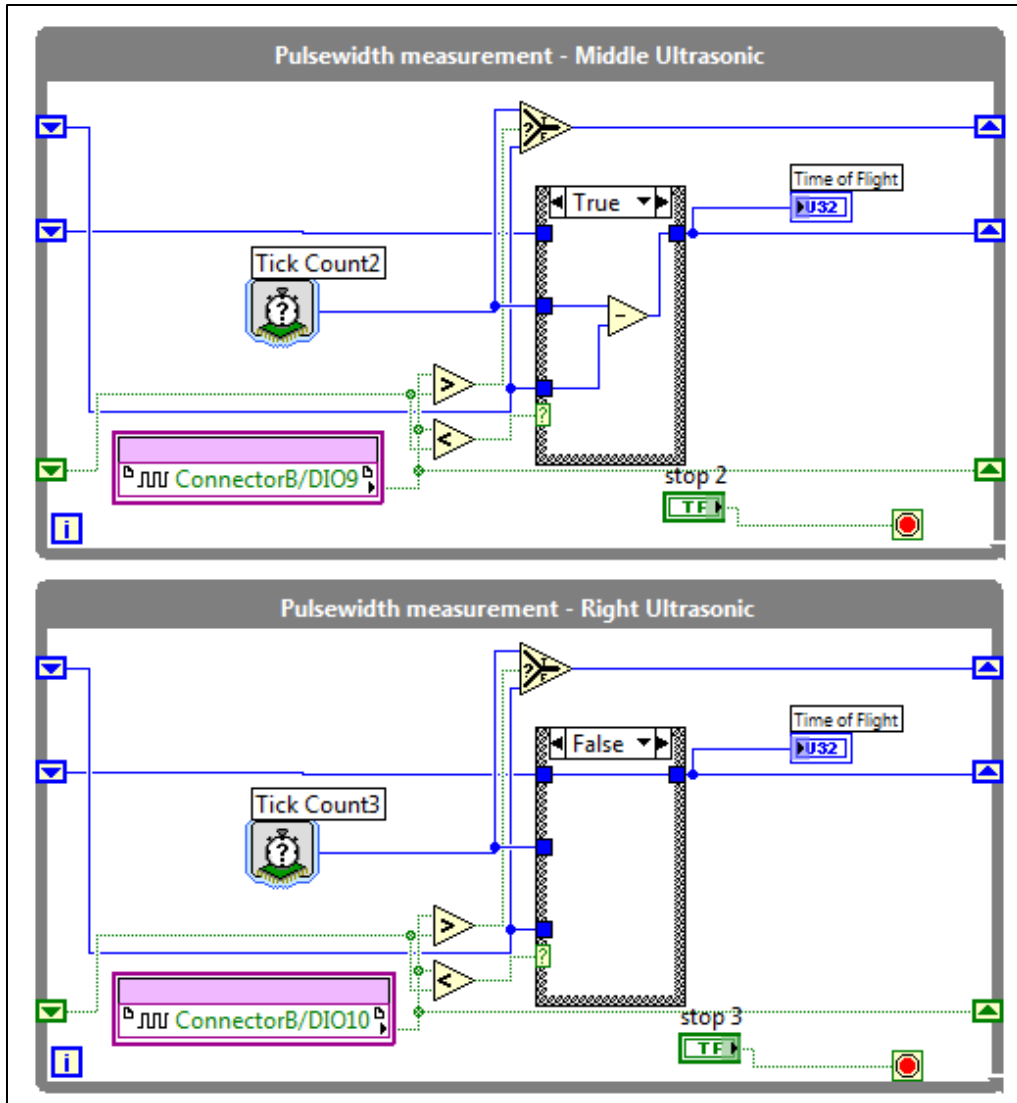 Pulsewidth measurement - Middle Ultrasonic
? T F
True
Time of Flight
U32
Tick Count2
?
-
>
<
?
ConnectorB/DIO9
stop 2
TF
i
Pulsewidth measurement - Right Ultrasonic
? T F
False
Time of Flight
U32
Tick Count3
?
>
<
?
ConnectorB/DIO10
stop 3
TF
i